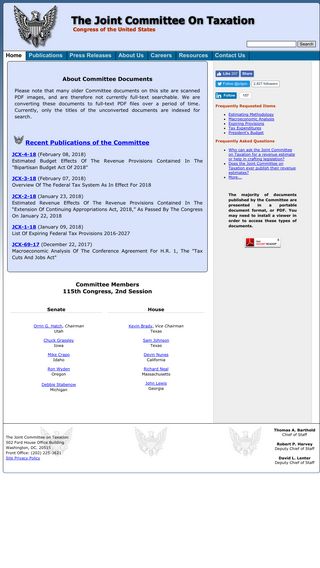 The Joint Committee On Taxation
Congress of the United States
Search
Home Publications Press Releases About Us Careers Resources Contact Us
About Committee Documents
Please note that many older Committee documents on this site are scanned
PDF images, and are therefore not currently full-text searchable. We are
converting these documents to full-text PDF files over a period of time.
Currently, only the titles of the unconverted documents are indexed for
search.
Recent Publications of the Committee
JCX-4-18 (February 08, 2018)
Estimated Budget Effects Of The Revenue Provisions Contained In The
"Bipartisan Budget Act Of 2018"
JCX-3-18 (February 07, 2018)
Overview Of The Federal Tax System As In Effect For 2018
JCX-2-18 (January 23, 2018)
Estimated Revenue Effects Of The Revenue Provisions Contained In The
"Extension Of Continuing Appropriations Act, 2018," As Passed By The Congress
On January 22, 2018
JCX-1-18 (January 09, 2018)
List Of Expiring Federal Tax Provisions 2016-2027
JCX-69-17 (December 22, 2017)
Macroeconomic Analysis Of The Conference Agreement For H.R. 1, The "Tax
Cuts And Jobs Act"
Follow @jctgov
2,827 followers
Follow
Frequently Requested Items
Estimating Methodology
Macroeconomic Analysis
Expiring Provisions
Tax Expenditures
President's Budget
Frequently Asked Questions
Who can ask the Joint Committee
on Taxation for a revenue estimate
or help in crafting legislation?
Does the Joint Committee on
Taxation ever publish their revenue
estimates?
More...
The majority of documents
published by the Committee are
presented in a portable
document format, or PDF. You
may need to install a viewer in
order to access these types of
documents.
Committee Members
115th Congress, 2nd Session
Senate
Orrin G. Hatch, Chairman
Utah
Chuck Grassley
Iowa
Mike Crapo
Idaho
Ron Wyden
Oregon
Debbie Stabenow
Michigan
House
Kevin Brady, Vice Chairman
Texas
Sam Johnson
Texas
Devin Nunes
California
Richard Neal
Massachusetts
John Lewis
Georgia
The Joint Committee on Taxation
502 Ford House Office Building
Washington, DC. 20515
Front Office: (202) 225-3621
Site Privacy Policy
Thomas A. Barthold
Chief of Staff
Robert P. Harvey
Deputy Chief of Staff
David L. Lenter
Deputy Chief of Staff